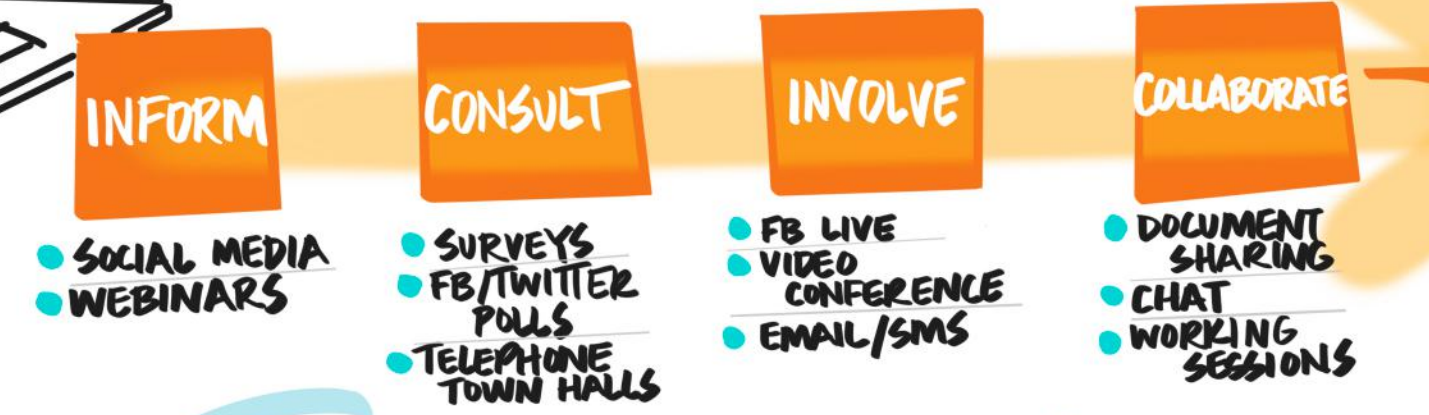 INFORM
SOCIAL MEDIA
WEBINARS
CONSULT
SURVEYS
FB/TWITTER
POLLS
TELEPHONE
TOWN HALLS
INVOLVE
FB LIVE
VIDEO
CONFERENCE
EMAIL/SMS
COLLABORATE
DOCUMENT
SHARING
CHAT
WORKING
SESSIONS